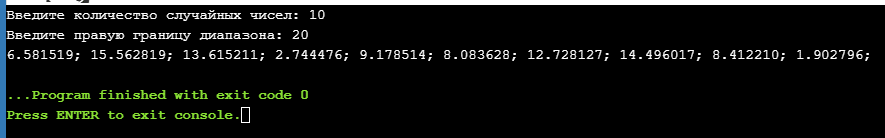 Введите количество случайных чисел: 10
Введите правую границу диапазона: 20
6.581519; 15.562819; 13.615211; 2.744476; 9.178514; 8.083628; 12.728127; 14.496017; 8.412210; 1.902796;
...Program finished with exit code 0
Press ENTER to exit console.